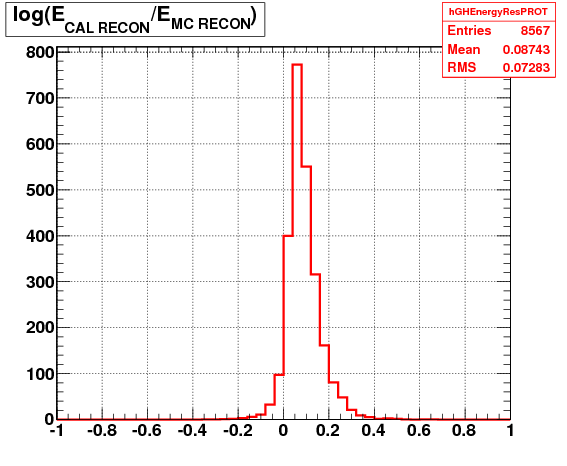 log(E CAL RECON/E MC RECON)
hGHEnergyResPROT
Entries 8567
Mean 0.08743
RMS 0.07283
800
700
600
500
400
300
200
100
0
-1 -0.8 -0.6 -0.4 -0.2 0 0.2 0.4 0.6 0.8 1